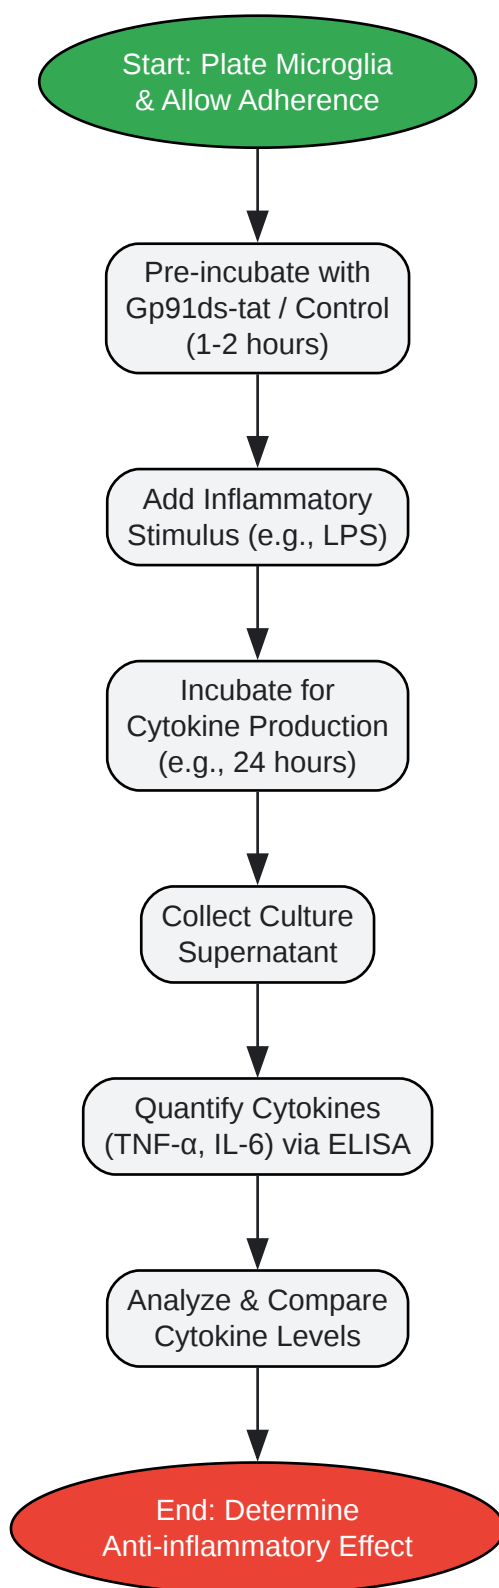 Start: Plate Microglia
& Allow Adherence
Pre-incubate with
Gp91ds-tat / Control
(1-2 hours)
Add Inflammatory
Stimulus (e.g., LPS)
Incubate for
Cytokine Production
(e.g., 24 hours)
Collect Culture
Supernatant
Quantify Cytokines
(TNF-α, IL-6) via ELISA
Analyze & Compare
Cytokine Levels
End: Determine
Anti-inflammatory Effect